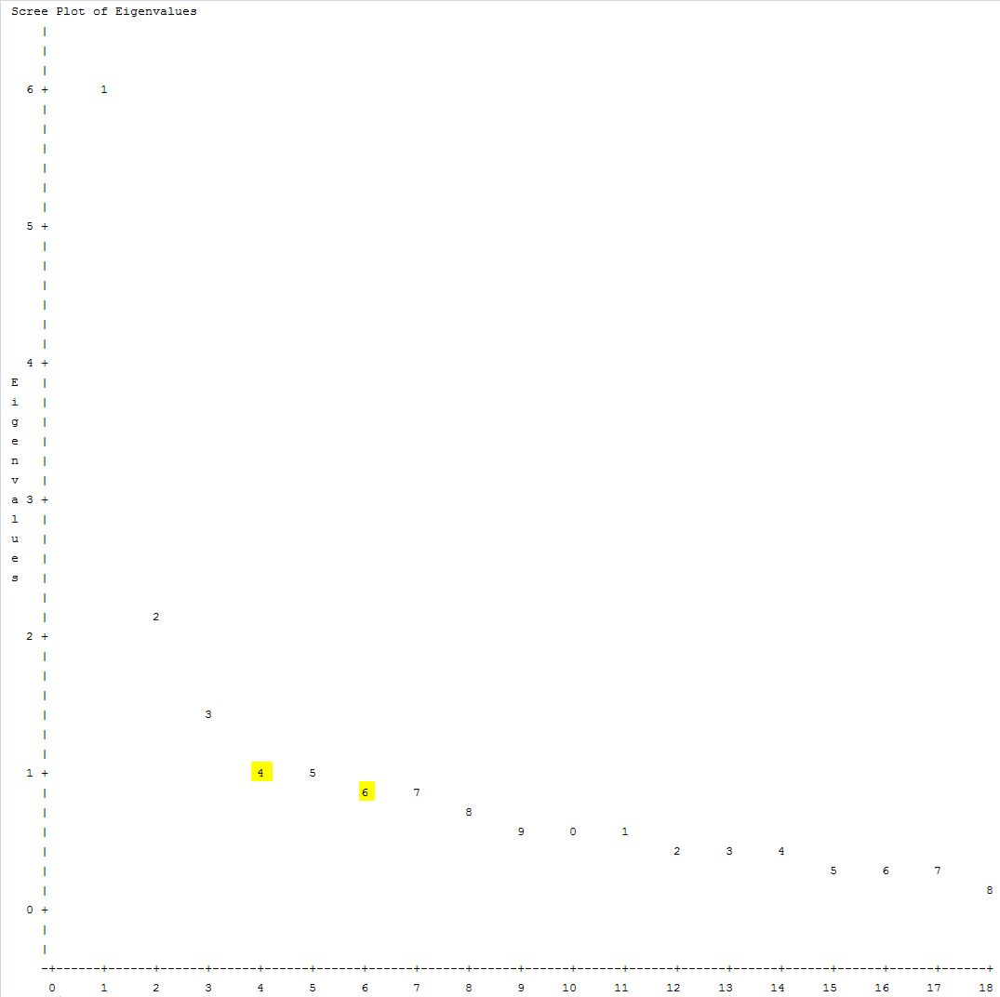 Scree Plot of Eigenvalues
|
|
|
6 + 1
|
|
|
|
|
|
5 +
|
|
|
|
|
|
4 +
E |
i |
g |
e |
n |
v |
a 3 +
l |
u |
e |
s |
|
| 2
2 +
|
|
| 3
|
|
1 + 4 5
| 6 7
| 8
| 9 0 1
| 2 3 4
| 5 6 7
| 8
0 +
|
|
-+------+------+------+------+------+------+------+------+------+------+------+------+------+------+------+------+------+------+
0 1 2 3 4 5 6 7 8 9 10 11 12 13 14 15 16 17 18